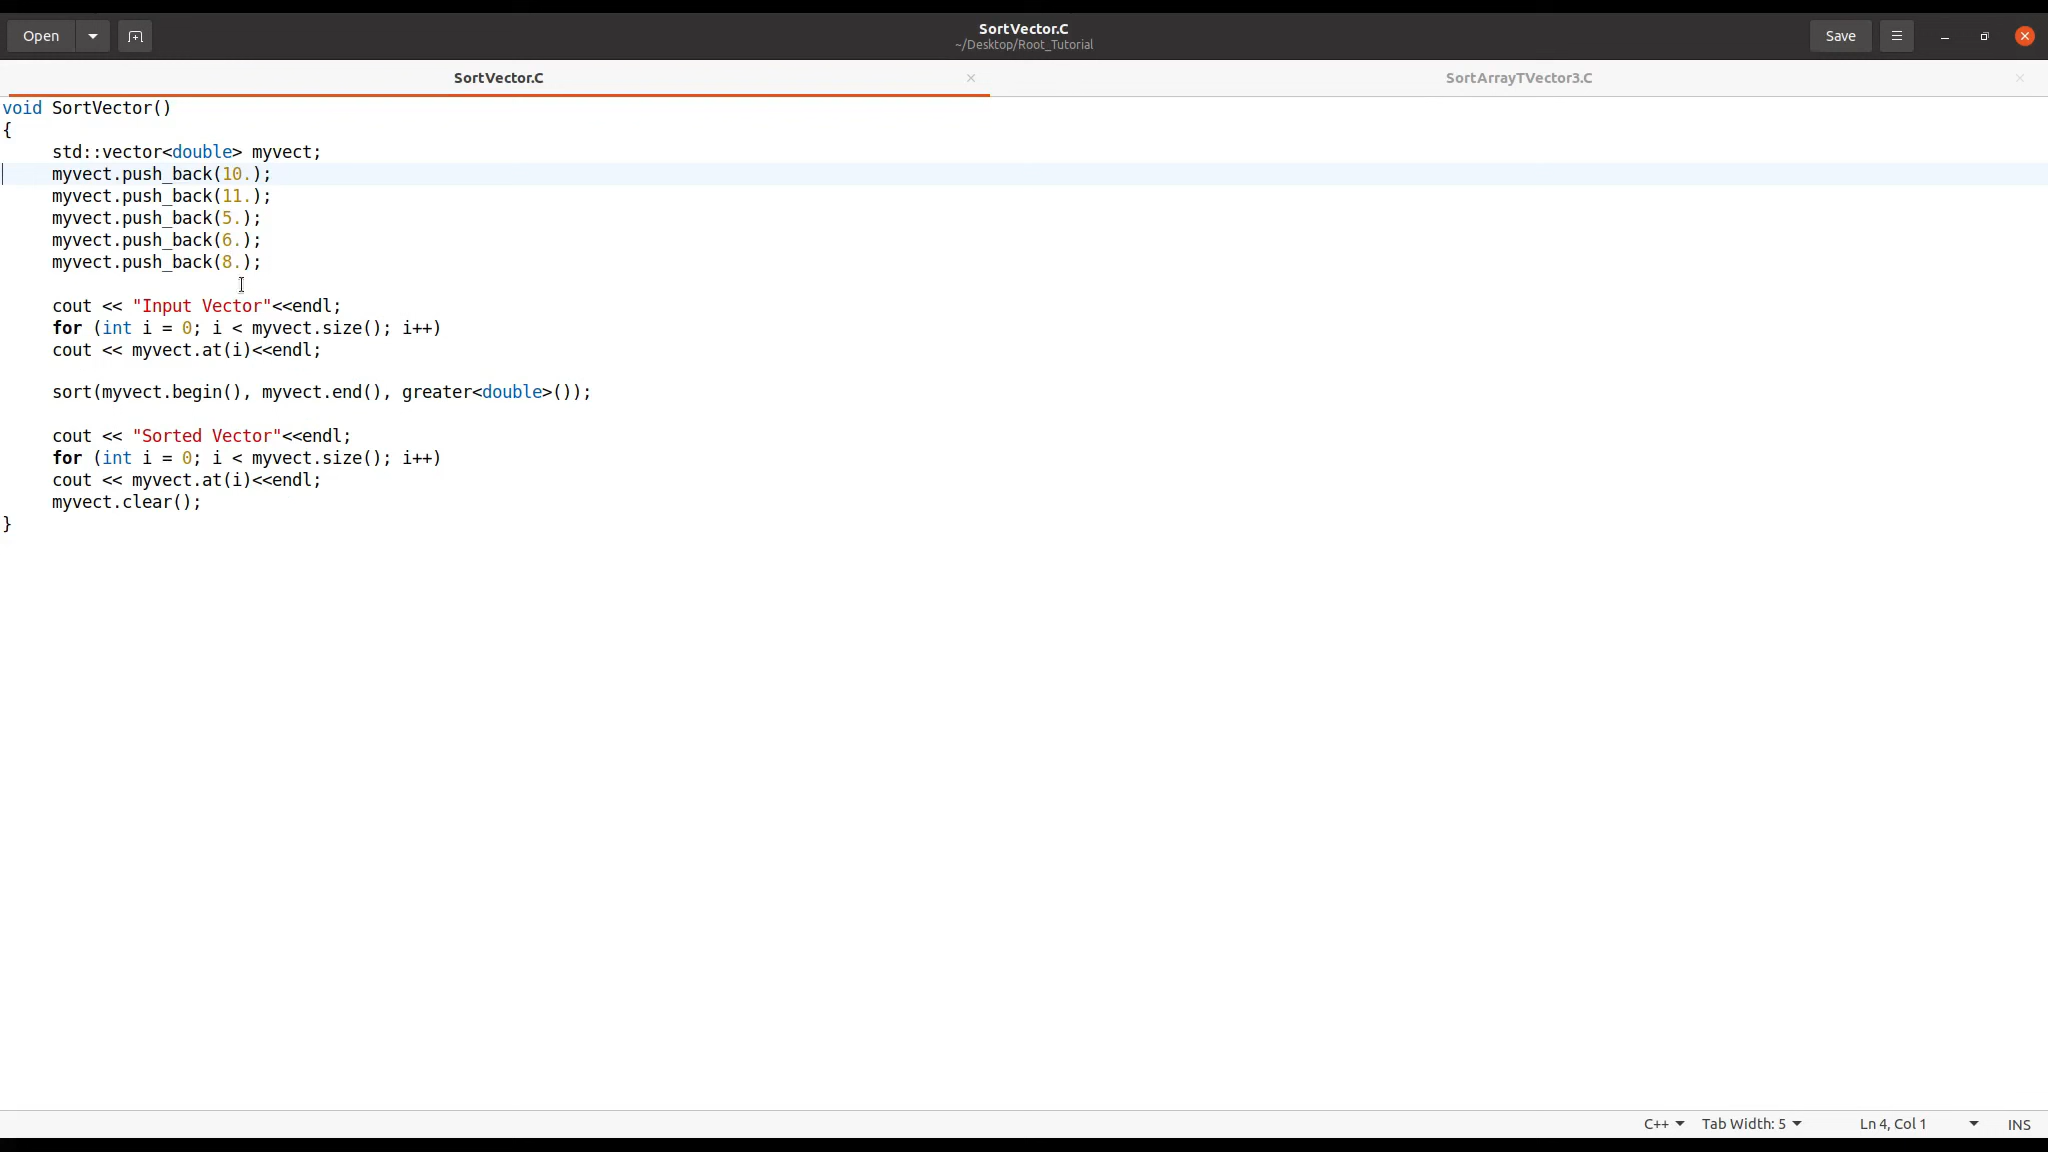 Open
SortVector.C
~/Desktop/Root_Tutorial
Save
SortVector.C
SortArrayTVector3.C
void SortVector()
{
     std::vector<double> myvect;
     myvect.push_back(10.);
     myvect.push_back(11.);
     myvect.push_back(5.);
     myvect.push_back(6.);
     myvect.push_back(8.);
     cout << "Input Vector"<<endl;
     for (int i = 0; i < myvect.size(); i++)
     cout << myvect.at(i)<<endl;
     sort(myvect.begin(), myvect.end(), greater<double>());
     cout << "Sorted Vector"<<endl;
     for (int i = 0; i < myvect.size(); i++)
     cout << myvect.at(i)<<endl;
     myvect.clear();
}
C++ Tab Width: 5 Ln 4, Col 1 INS